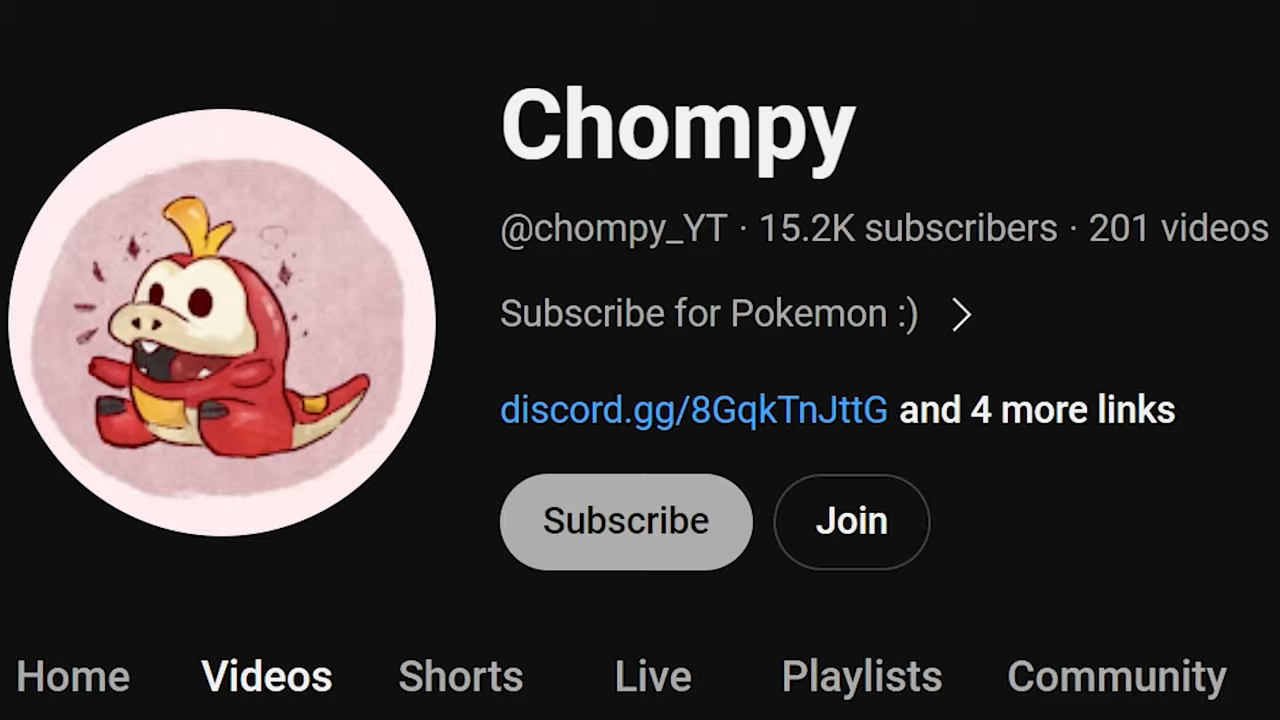 Chompy
@chompy_YT · 15.2K subscribers · 201 videos
Subscribe for Pokemon :)
discord.gg/8GqkTnJttG and 4 more links
Subscribe Join
Home Videos Shorts Live Playlists Community